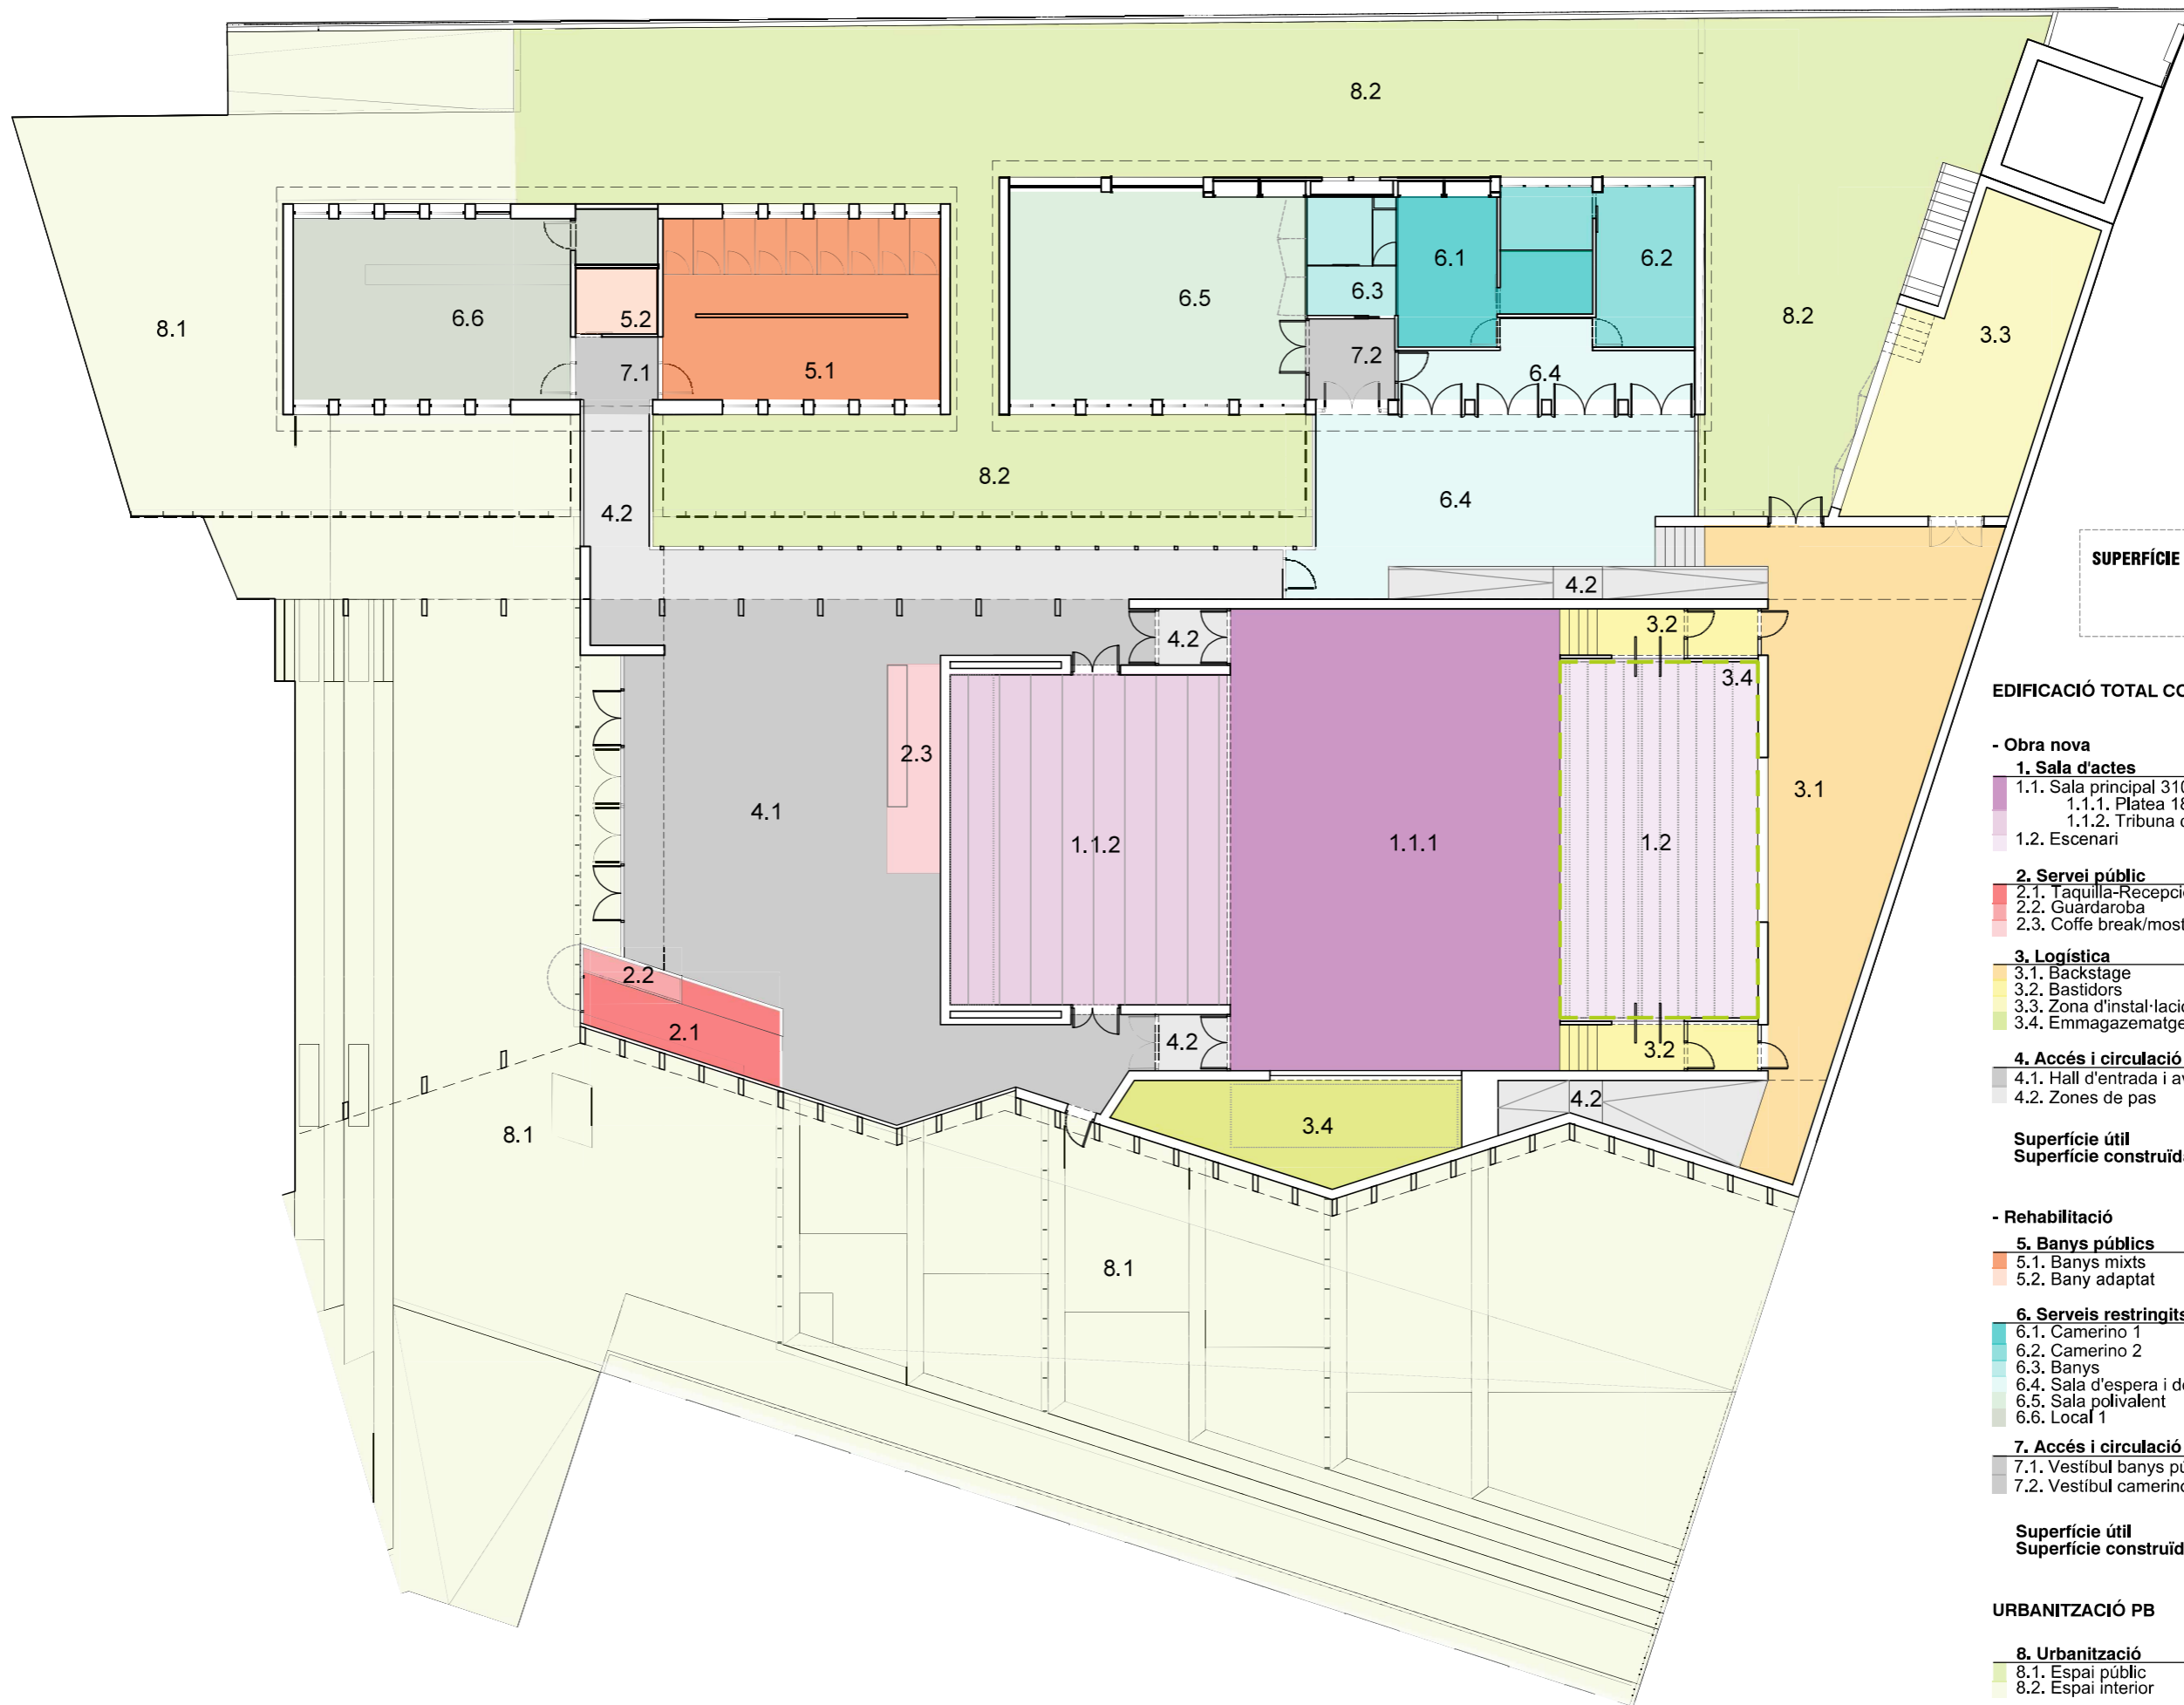 8.2
8.1
6.6
5.2
7.1
5.1
6.5
6.3
6.1
6.2
7.2
6.4
8.2
3.3
4.2
8.2
6.4
4.2
4.2
3.2
3.4
2.3
4.1
1.1.2
1.1.1
1.2
3.1
2.2
2.1
4.2
3.2
3.4
4.2
8.1
8.1
SUPERFÍCIE
EDIFICACIÓ TOTAL
- Obra nova
1. Sala d'actes
1.1. Sala principal 310
1.1.1. Platea 18
1.1.2. Tribuna
1.2. Escenari
2. Servei públic
2.1. Taquilla-Recepci
2.2. Guardaroba
2.3. Coffe break/most
3. Logística
3.1. Backstage
3.2. Bastidors
3.3. Zona d'instal·laci
3.4. Emmagazematge
4. Accés i circulació
4.1. Hall d'entrada i
4.2. Zones de pas
Superfície útil
Superfície construïd
- Rehabilitació
5. Banys públics
5.1. Banys mixts
5.2. Bany adaptat
6. Serveis restringits
6.1. Camerino 1
6.2. Camerino 2
6.3. Banys
6.4. Sala d'espera i
6.5. Sala polivalent
6.6. Local 1
7. Accés i circulació
7.1. Vestíbul banys
7.2. Vestíbul camerino
Superfície útil
Superfície construïd
URBANITZACIÓ PB
8. Urbanització
8.1. Espai públic
8.2. Espai interior